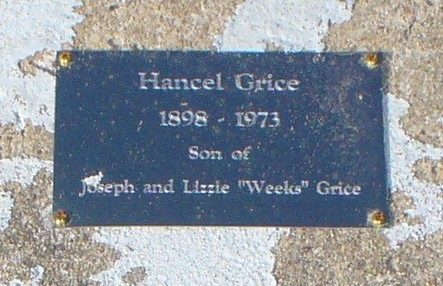 Hancel Grice
1898 - 1973
Son of
Joseph and Lizzie "Weeks" Grice